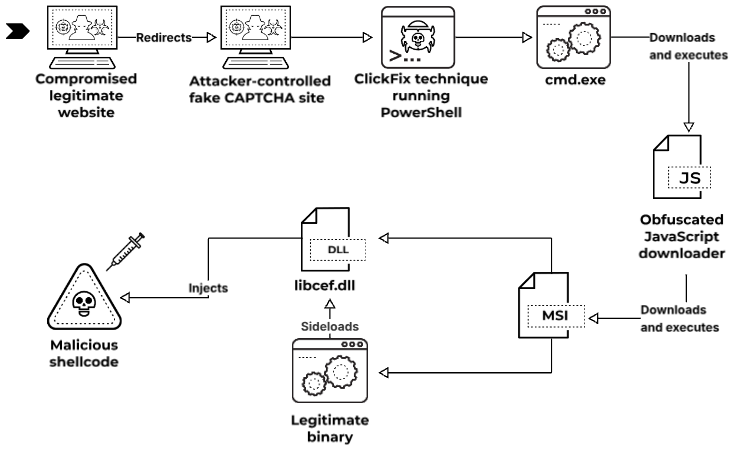 Redirects
Compromised
legitimate
website
Attacker-controlled
fake CAPTCHA site
>_...
ClickFix technique
running
PowerShell
cmd.exe
Downloads
and executes
JS
Obfuscated
JavaScript
downloader
Downloads
and executes
MSI
DLL
libcef.dll
Sideloads
Legitimate
binary
Injects
Malicious
shellcode